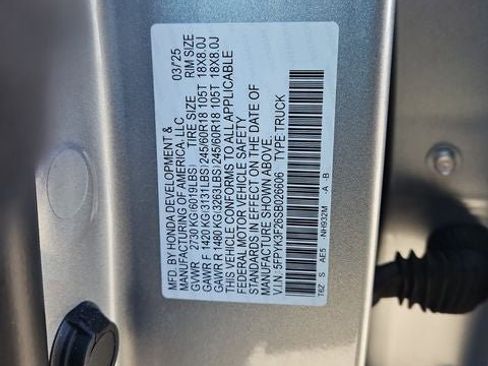 MFD. BY HONDA DEVELOPMENT & 03/'25
MANUFACTURING OF AMERICA, LLC
GVWR 2730 KG(6019LBS) TIRE SIZE RIM SIZE
GAWR F 1420 KG(3131LBS) 245/60R18 105T 18X8.0J
GAWR R 1480 KG(3263LBS) 245/60R18 105T 18X8.0J
THIS VEHICLE CONFORMS TO ALL APPLICABLE
FEDERAL MOTOR VEHICLE SAFETY
STANDARDS IN EFFECT ON THE DATE OF
MANUFACTURE SHOWN ABOVE.
V.I.N: 5FPYK3F26SB026606 TYPE:TRUCK
T6Z S AE5 NH932M -A -B